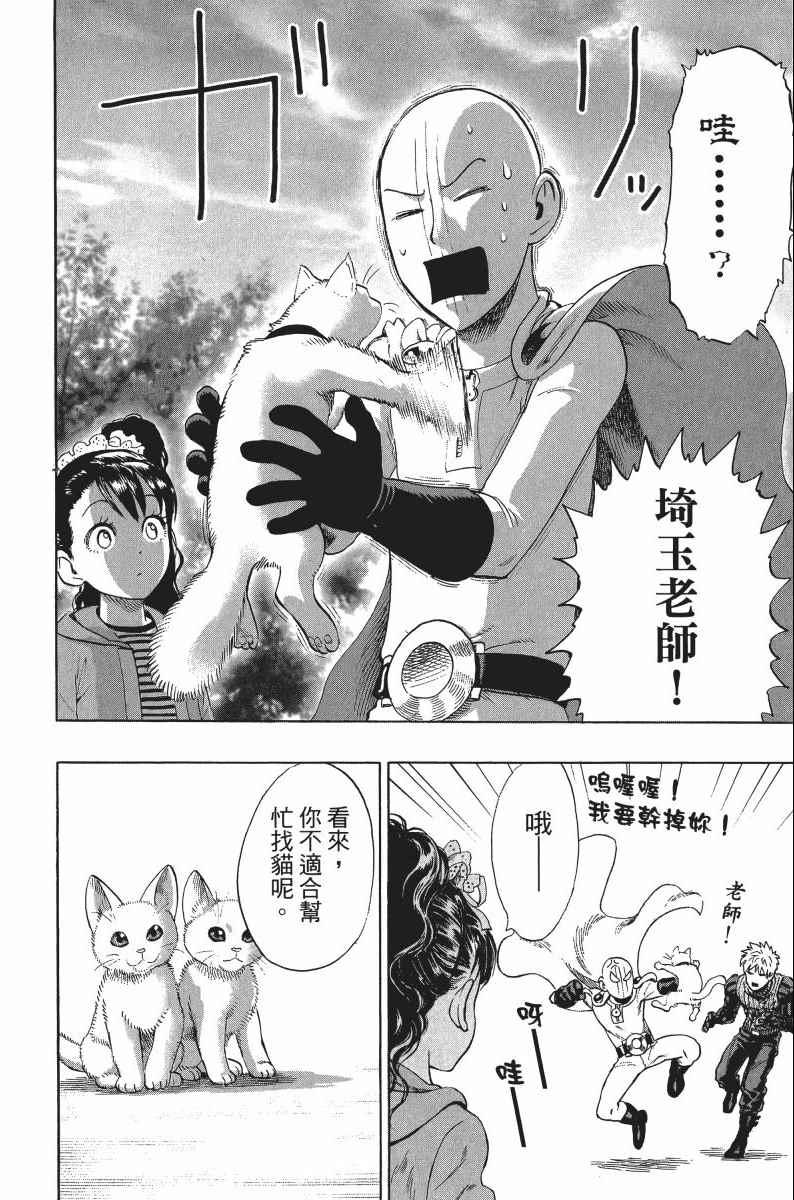 ガリッ
哇……？
埼玉老師！
嗚喔喔！
我要幹掉妳！
老師！
哦——
呀——
哇——
看來，
你不適合幫
忙找貓呢。